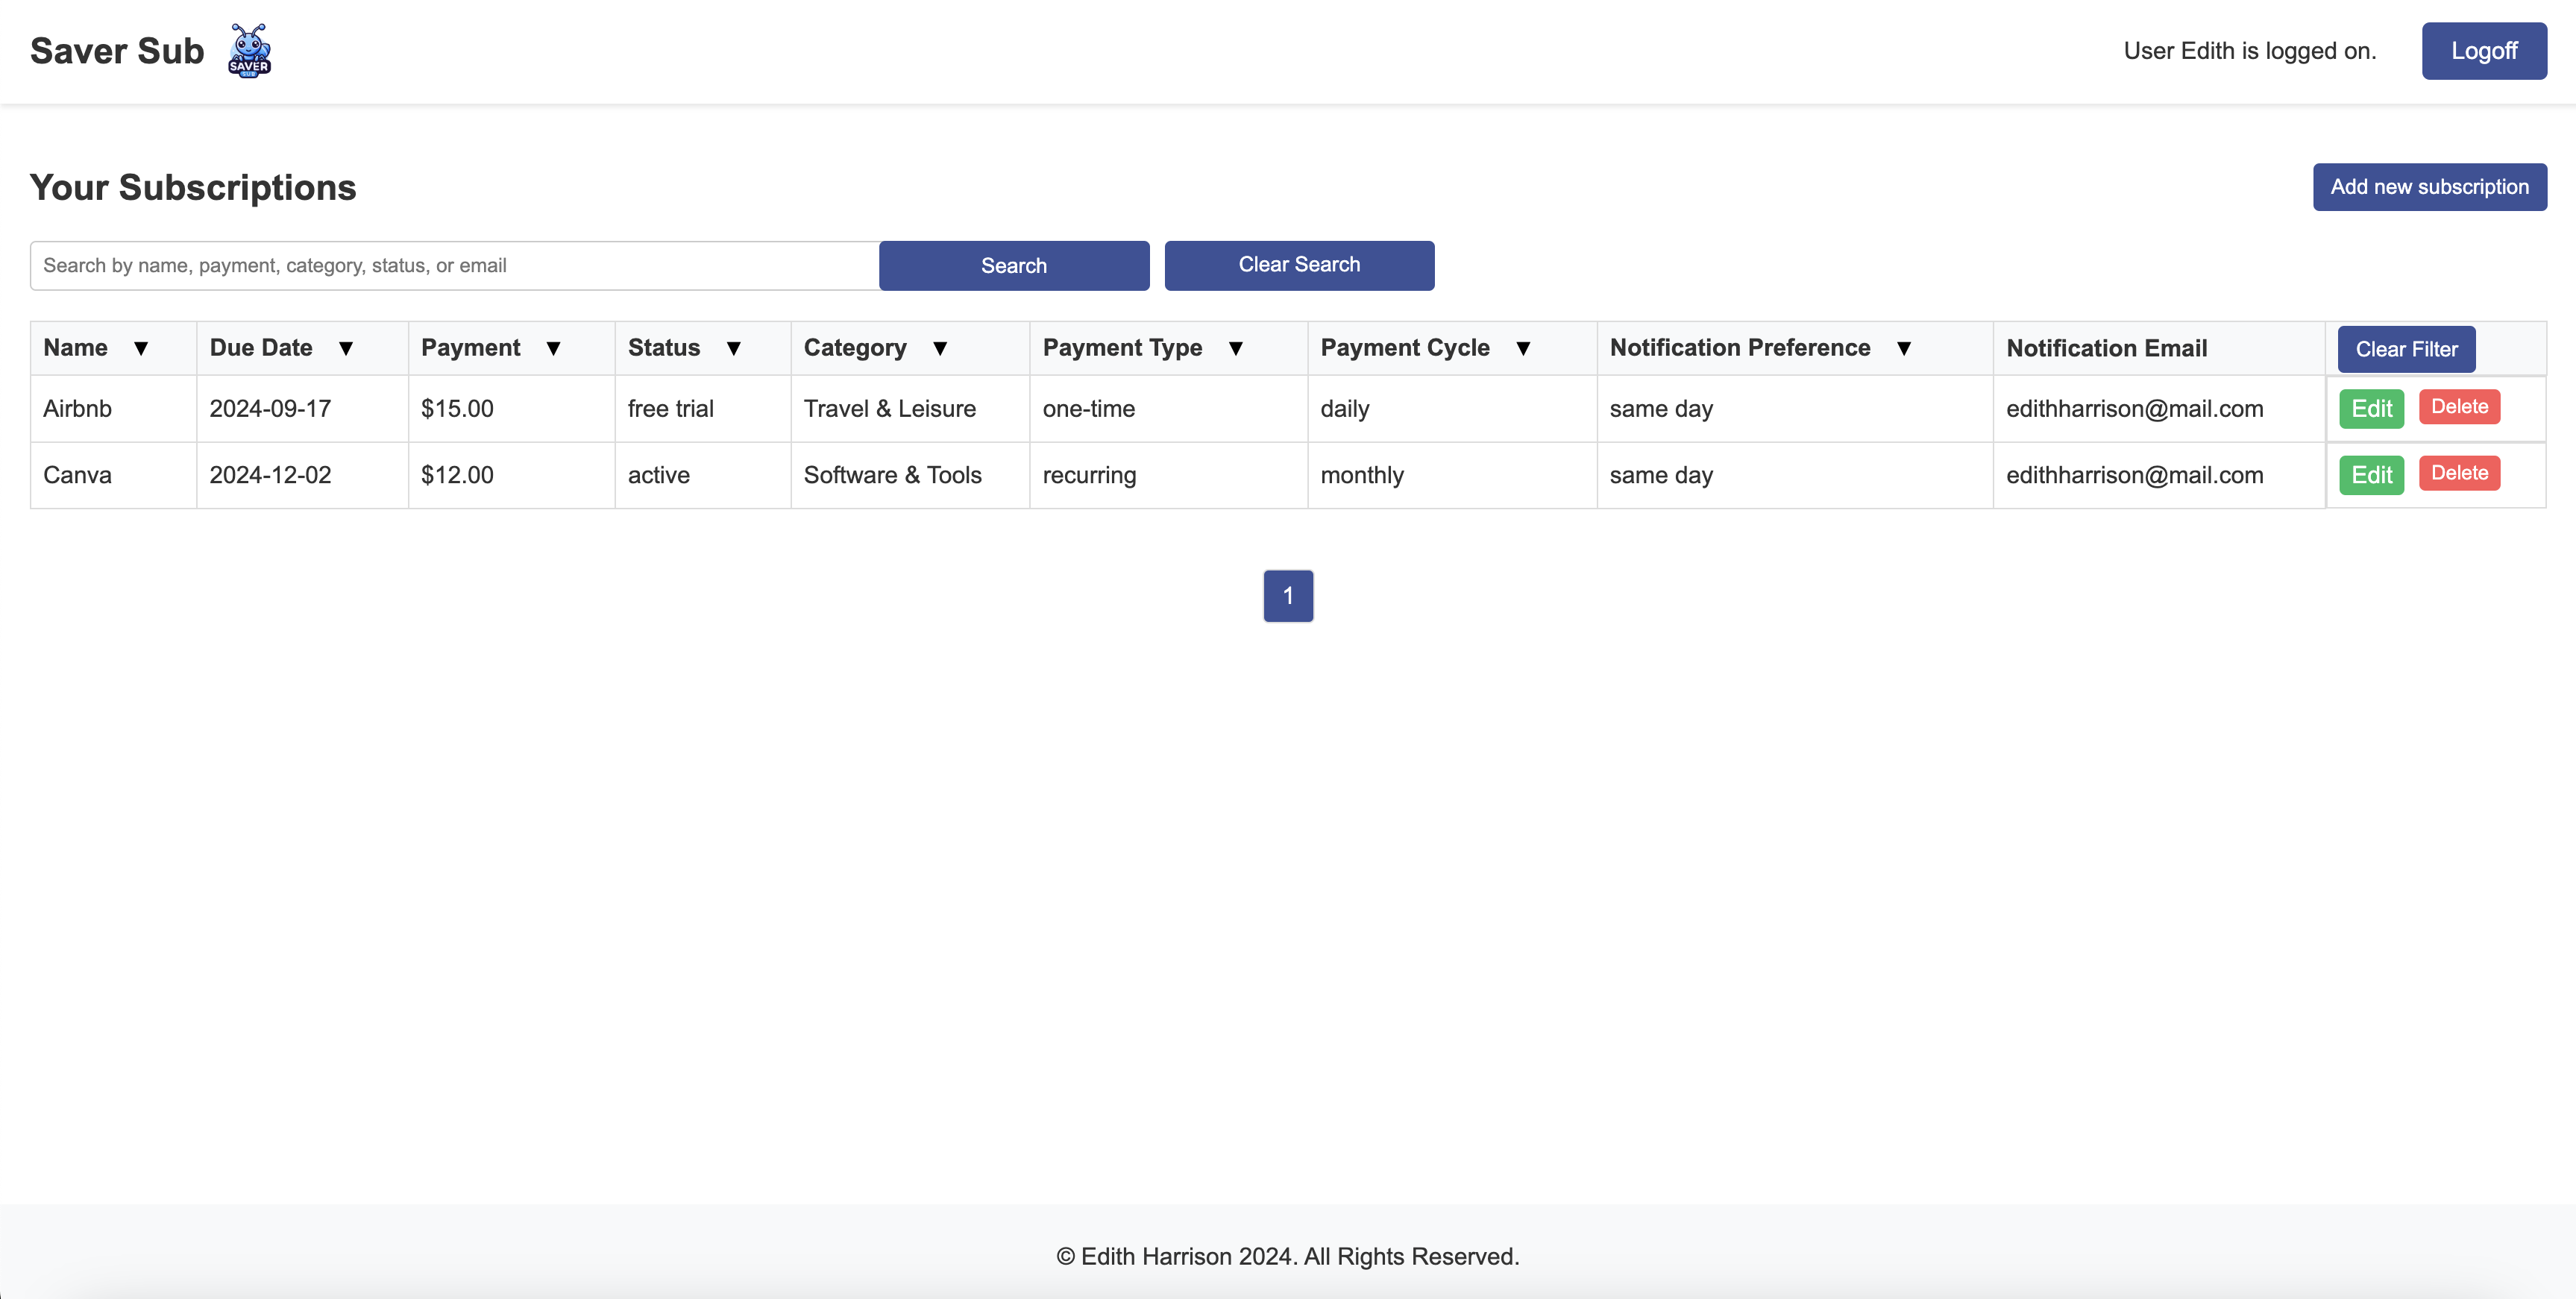 Saver Sub
SAVER
SUB
User Edith is logged on.
Logoff
Your Subscriptions
Add new subscription
Search by name, payment, category, status, or email
Search
Clear Search
Name ▼ Due Date ▼ Payment ▼ Status ▼ Category ▼ Payment Type ▼ Payment Cycle ▼ Notification Preference ▼ Notification Email Clear Filter
Airbnb 2024-09-17 $15.00 free trial Travel & Leisure one-time daily same day edithharrison@mail.com Edit Delete
Canva 2024-12-02 $12.00 active Software & Tools recurring monthly same day edithharrison@mail.com Edit Delete
1
© Edith Harrison 2024. All Rights Reserved.